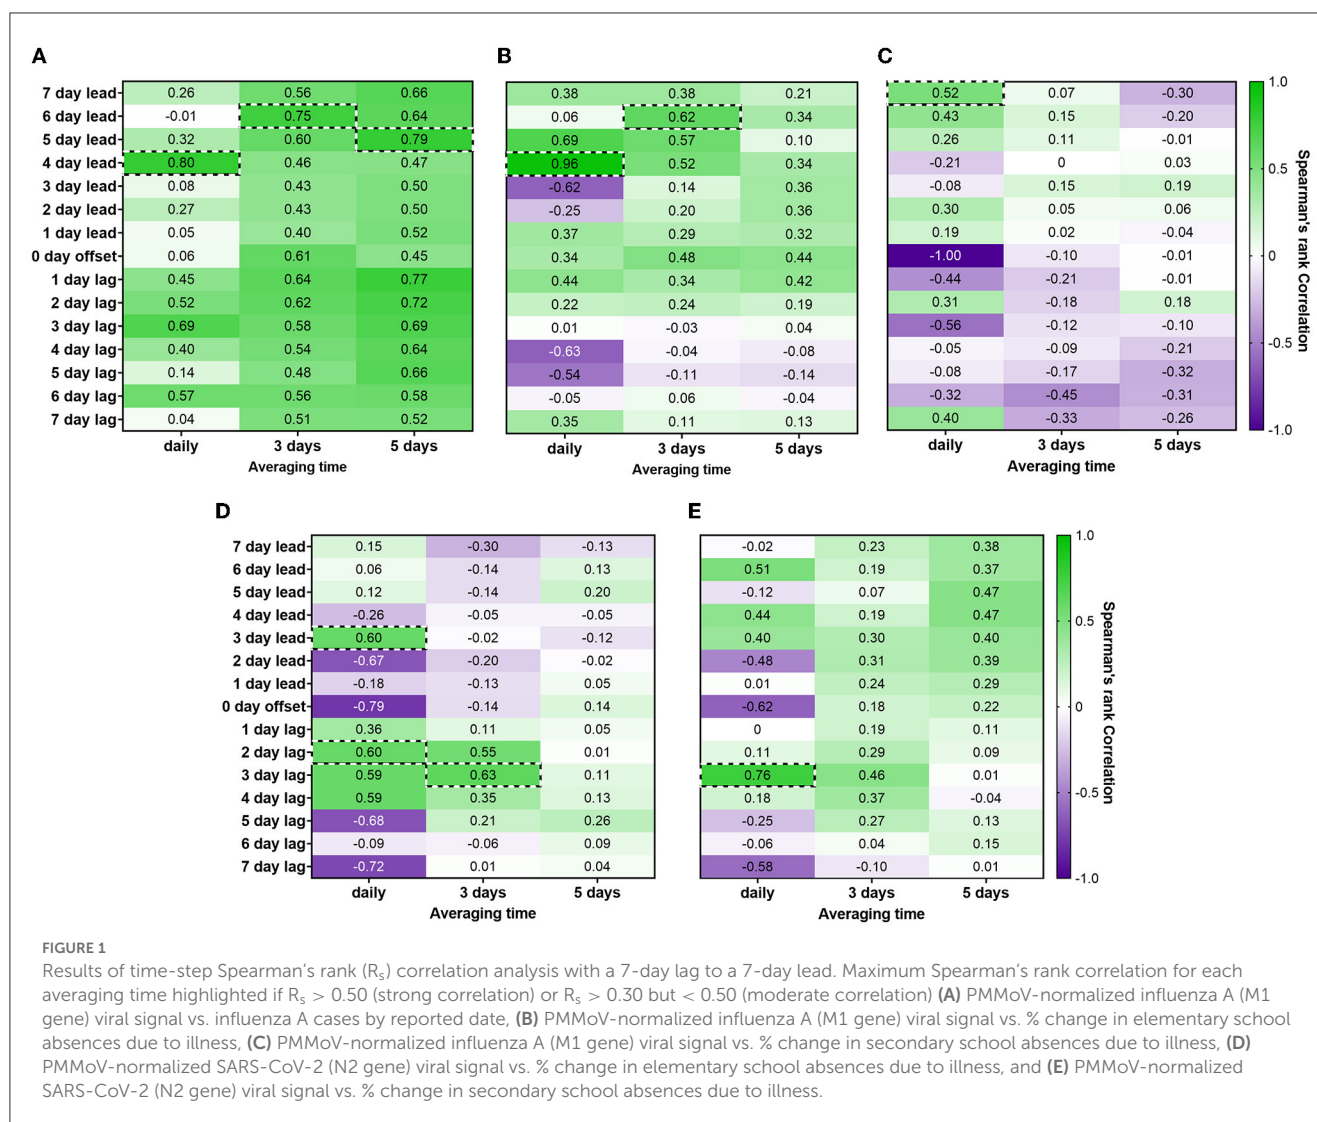 A
B
C
7 day lead 0.26 0.56 0.66 0.38 0.38 0.21 0.52 0.07 -0.30 1.0
6 day lead -0.01 0.75 0.64 0.06 0.62 0.34 0.43 0.15 -0.20
5 day lead 0.32 0.60 0.79 0.69 0.57 0.10 0.26 0.11 -0.01
4 day lead 0.80 0.46 0.47 0.96 0.52 0.34 -0.21 0 0.03 0.5
3 day lead 0.08 0.43 0.50 -0.62 0.14 0.36 -0.08 0.15 0.19
2 day lead 0.27 0.43 0.50 -0.25 0.20 0.36 0.30 0.05 0.06
1 day lead 0.05 0.40 0.52 0.37 0.29 0.32 0.19 0.02 -0.04
0 day offset 0.06 0.61 0.45 0.34 0.48 0.44 -1.00 -0.10 -0.01 0
1 day lag 0.45 0.64 0.77 0.44 0.34 0.42 -0.44 -0.21 -0.01
2 day lag 0.52 0.62 0.72 0.22 0.24 0.19 0.31 -0.18 0.18
3 day lag 0.69 0.58 0.69 0.01 -0.03 0.04 -0.56 -0.12 -0.10
4 day lag 0.40 0.54 0.64 -0.63 -0.04 -0.08 -0.05 -0.09 -0.21 -0.5
5 day lag 0.14 0.48 0.66 -0.54 -0.11 -0.14 -0.08 -0.17 -0.32
6 day lag 0.57 0.56 0.58 -0.05 0.06 -0.04 -0.32 -0.45 -0.31
7 day lag 0.04 0.51 0.52 0.35 0.11 0.13 0.40 -0.33 -0.26 -1.0
Spearman's rank Correlation
daily 3 days 5 days daily 3 days 5 days daily 3 days 5 days
Averaging time Averaging time Averaging time
D
E
7 day lead 0.15 -0.30 -0.13 -0.02 0.23 0.38 1.0
6 day lead 0.06 -0.14 0.13 0.51 0.19 0.37
5 day lead 0.12 -0.14 0.20 -0.12 0.07 0.47
4 day lead -0.26 -0.05 -0.05 0.44 0.19 0.47 0.5
3 day lead 0.60 -0.02 -0.12 0.40 0.30 0.40
2 day lead -0.67 -0.20 -0.02 -0.48 0.31 0.39
1 day lead -0.18 -0.13 0.05 0.01 0.24 0.29
0 day offset -0.79 -0.14 0.14 -0.62 0.18 0.22 0
1 day lag 0.36 0.11 0.05 0 0.19 0.11
2 day lag 0.60 0.55 0.01 0.11 0.29 0.09
3 day lag 0.59 0.63 0.11 0.76 0.46 0.01
4 day lag 0.59 0.35 0.13 0.18 0.37 -0.04 -0.5
5 day lag -0.68 0.21 0.26 -0.25 0.27 0.13
6 day lag -0.09 -0.06 0.09 -0.06 0.04 0.15
7 day lag -0.72 0.01 0.04 -0.58 -0.10 0.01 -1.0
Spearman's rank Correlation
daily 3 days 5 days daily 3 days 5 days
Averaging time Averaging time
FIGURE 1
Results of time-step Spearman's rank (Rs) correlation analysis with a 7-day lag to a 7-day lead. Maximum Spearman's rank correlation for each
averaging time highlighted if Rs > 0.50 (strong correlation) or Rs > 0.30 but < 0.50 (moderate correlation) (A) PMMoV-normalized influenza A (M1
gene) viral signal vs. influenza A cases by reported date, (B) PMMoV-normalized influenza A (M1 gene) viral signal vs. % change in elementary school
absences due to illness, (C) PMMoV-normalized influenza A (M1 gene) viral signal vs. % change in secondary school absences due to illness, (D)
PMMoV-normalized SARS-CoV-2 (N2 gene) viral signal vs. % change in elementary school absences due to illness, and (E) PMMoV-normalized
SARS-CoV-2 (N2 gene) viral signal vs. % change in secondary school absences due to illness.